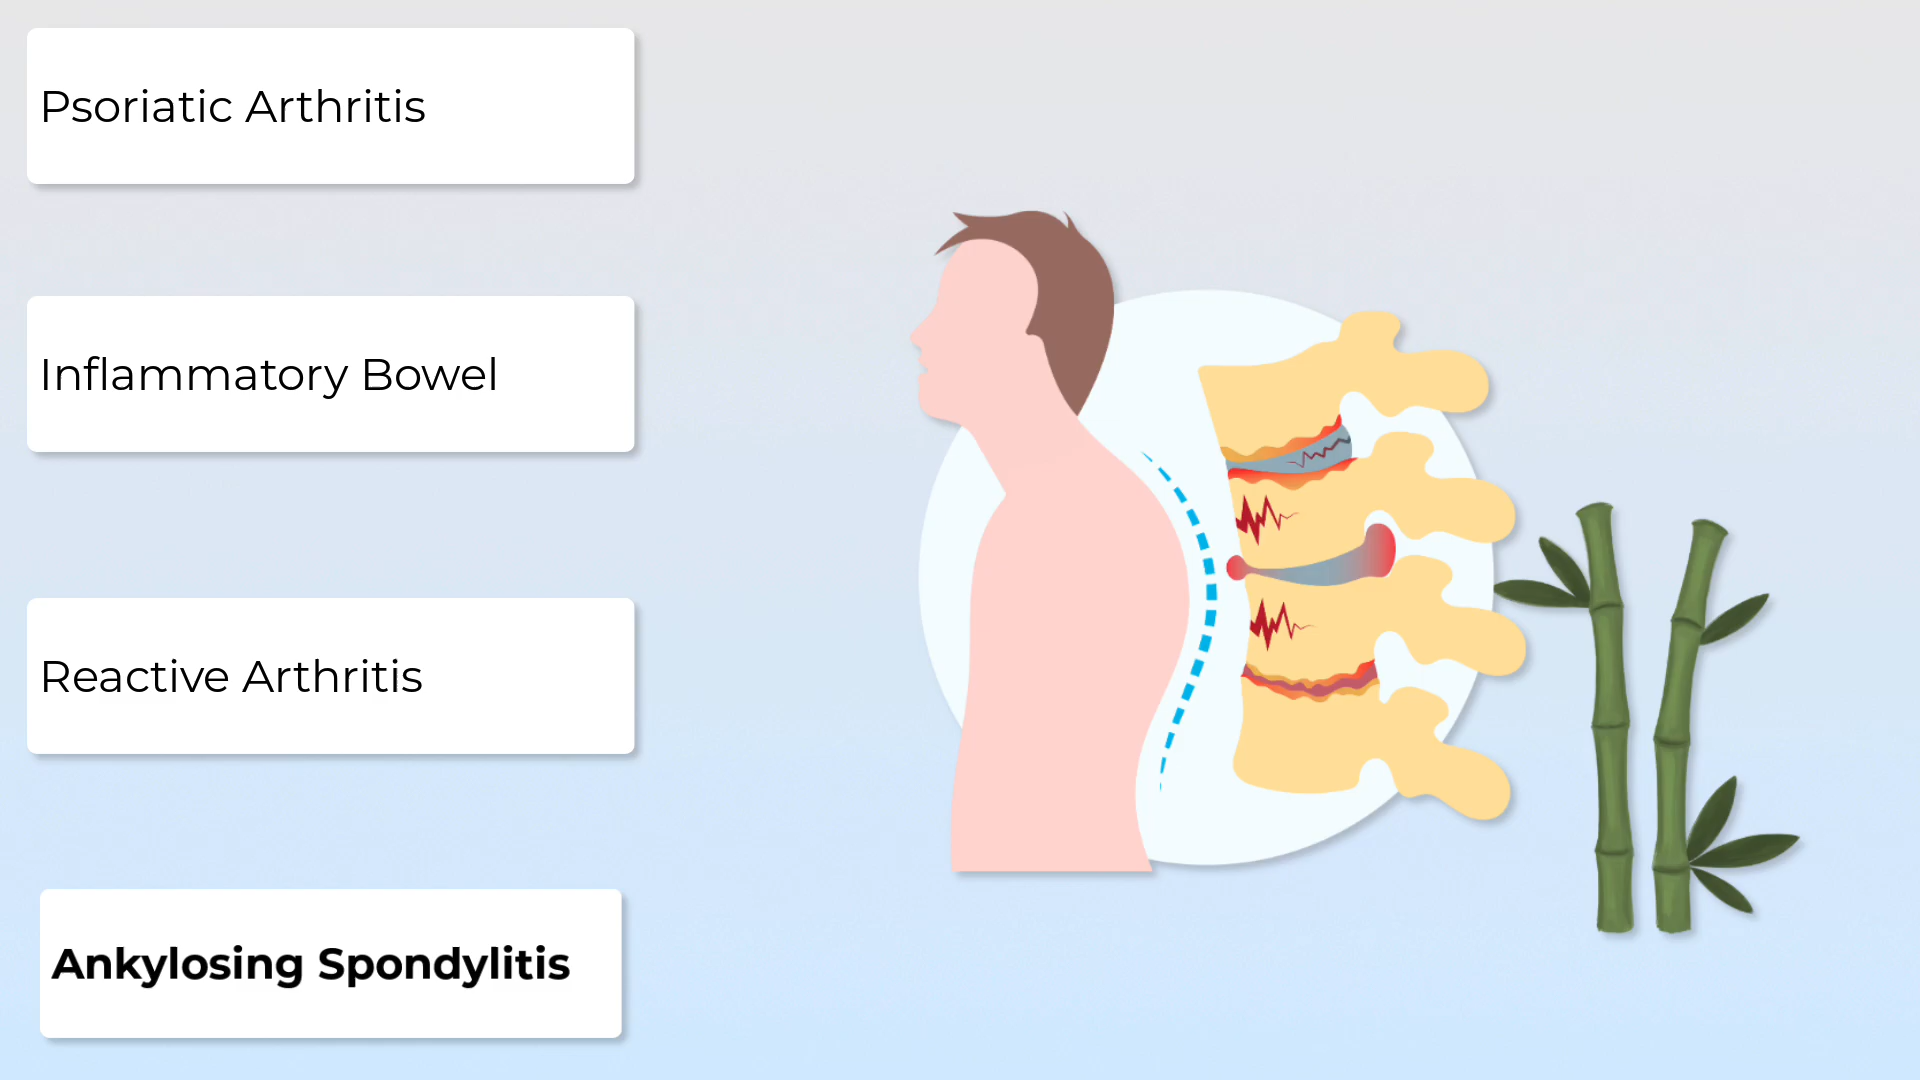 Psoriatic Arthritis
Inflammatory Bowel
Reactive Arthritis
Ankylosing Spondylitis